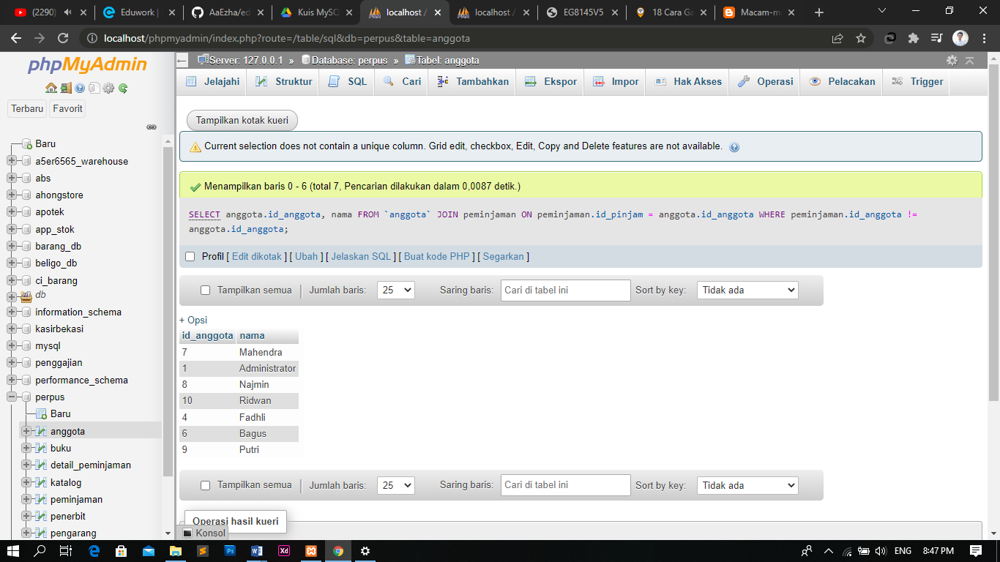 (2290)
Eduwork |
AaEzha/ed
Kuis MySQ
localhost /
localhost /
EG8145V5
18 Cara Ga
Macam-ma
localhost/phpmyadmin/index.php?route=/table/sql&db=perpus&table=anggota
phpMyAdmin
Terbaru
Favorit
Baru
a5er6565_warehouse
abs
ahongstore
apotek
app_stok
barang_db
beligo_db
ci_barang
db
information_schema
kasirbekasi
mysql
penggajian
performance_schema
perpus
Baru
anggota
buku
detail_peminjaman
katalog
peminjaman
penerbit
pengarang
Server: 127.0.0.1 » Database: perpus » Tabel: anggota
Jelajahi Struktur SQL Cari Tambahkan Ekspor Impor Hak Akses Operasi Pelacakan Trigger
Tampilkan kotak kueri
Current selection does not contain a unique column. Grid edit, checkbox, Edit, Copy and Delete features are not available.
Menampilkan baris 0 - 6 (total 7, Pencarian dilakukan dalam 0,0087 detik.)
SELECT anggota.id_anggota, nama FROM `anggota` JOIN peminjaman ON peminjaman.id_pinjam = anggota.id_anggota WHERE peminjaman.id_anggota !=
anggota.id_anggota;
Profil [ Edit dikotak ] [ Ubah ] [ Jelaskan SQL ] [ Buat kode PHP ] [ Segarkan ]
Tampilkan semua | Jumlah baris: 25 Saring baris: Cari di tabel ini Sort by key: Tidak ada
+ Opsi
id_anggota nama
7 Mahendra
1 Administrator
8 Najmin
10 Ridwan
4 Fadhli
6 Bagus
9 Putri
Tampilkan semua | Jumlah baris: 25 Saring baris: Cari di tabel ini Sort by key: Tidak ada
Operasi hasil kueri
Konsol
ENG 8:47 PM